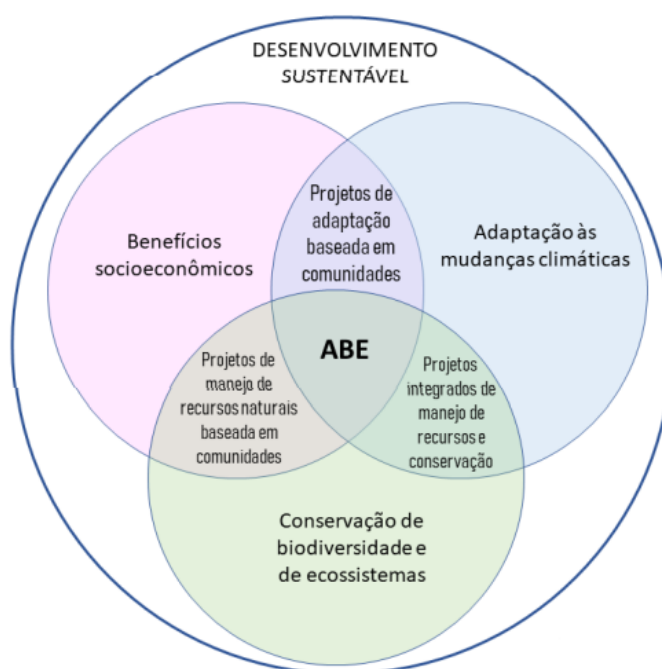 DESENVOLVIMENTO
SUSTENTÁVEL
Benefícios
socioeconômicos
Projetos de
adaptação
baseada em
comunidades
Adaptação às
mudanças climáticas
ABE
Projetos de
manejo de
recursos naturais
baseada em
comunidades
Projetos
integrados de
manejo de
recursos e
conservação
Conservação de
biodiversidade e
de ecossistemas